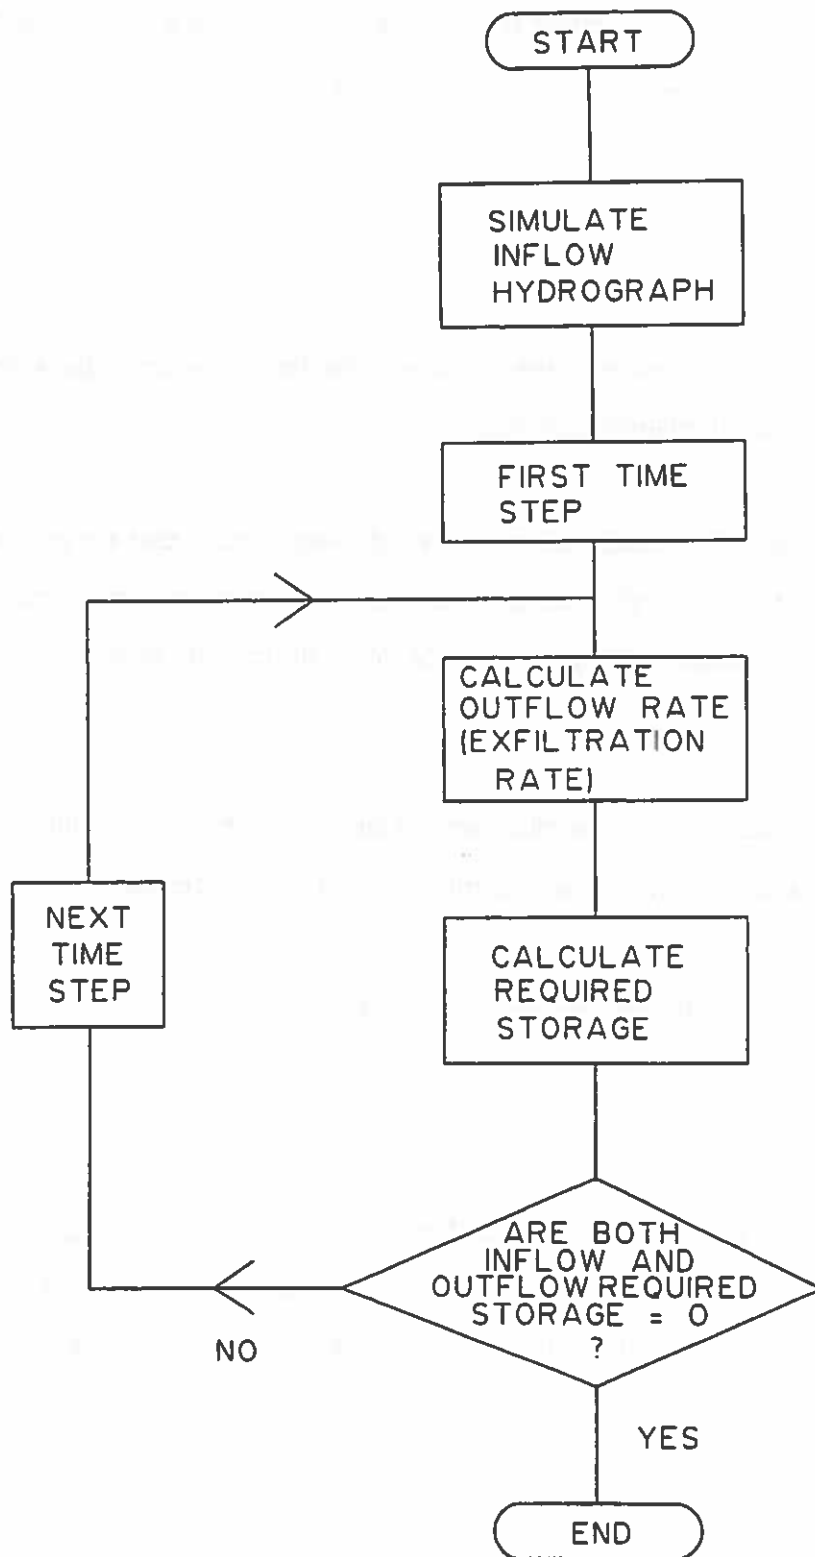 START
SIMULATE
INFLOW
HYDROGRAPH
FIRST TIME
STEP
CALCULATE
OUTFLOW RATE
(EXFILTRATION
RATE)
CALCULATE
REQUIRED
STORAGE
ARE BOTH
INFLOW AND
OUTFLOW REQUIRED
STORAGE = 0
?
NO
NEXT
TIME
STEP
YES
END